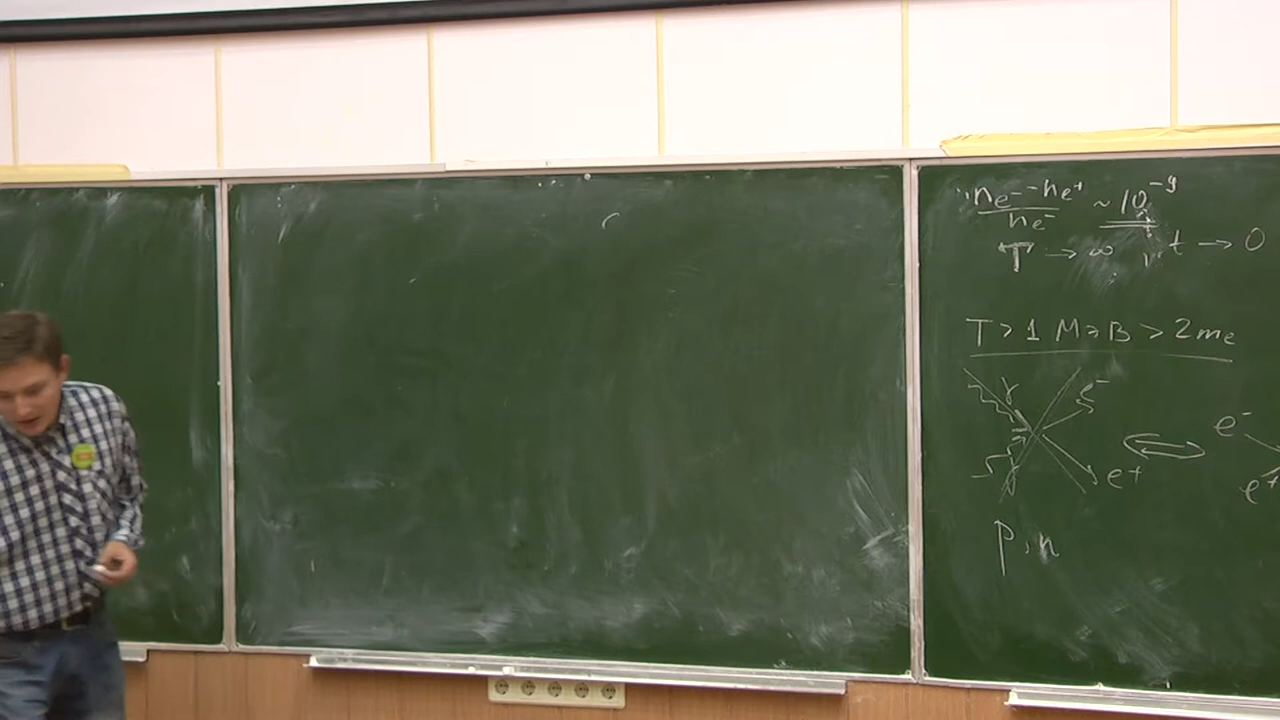 n_e⁻ - n_e⁺ / n_e⁻ ~ 10⁻⁹
T → ∞ t → 0
T > 1 МэВ > 2m_e
γ e⁻
γ e⁺ ⇔ e⁻ e⁺
p, n